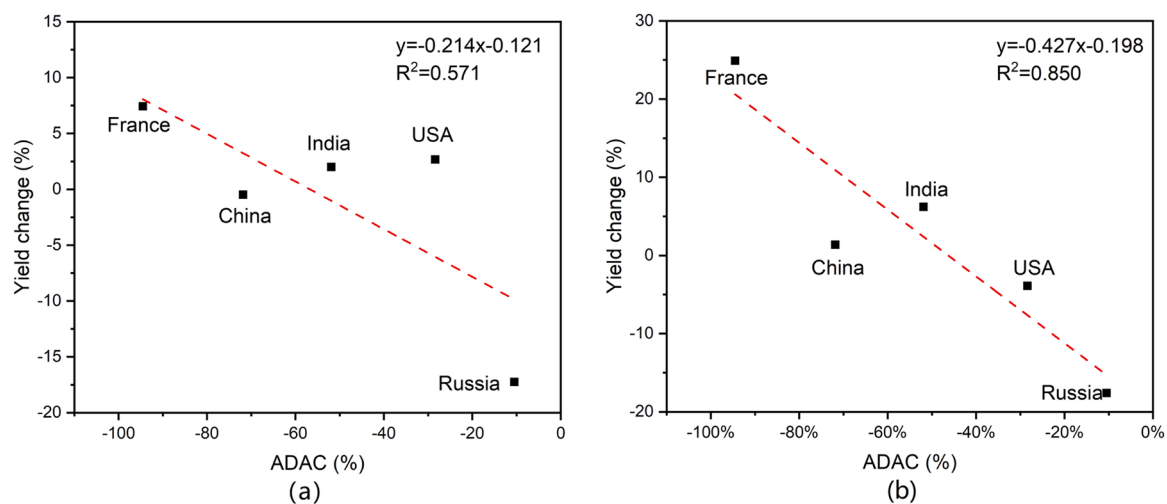 15
10
5
0
-5
-10
-15
-20
Yield change (%)
y=-0.214x-0.121
R²=0.571
France
China
India
USA
Russia
-100
-80
-60
-40
-20
0
ADAC (%)
(a)
30
20
10
0
-10
-20
Yield change (%)
y=-0.427x-0.198
R²=0.850
France
China
India
USA
Russia
-100%
-80%
-60%
-40%
-20%
0%
ADAC (%)
(b)